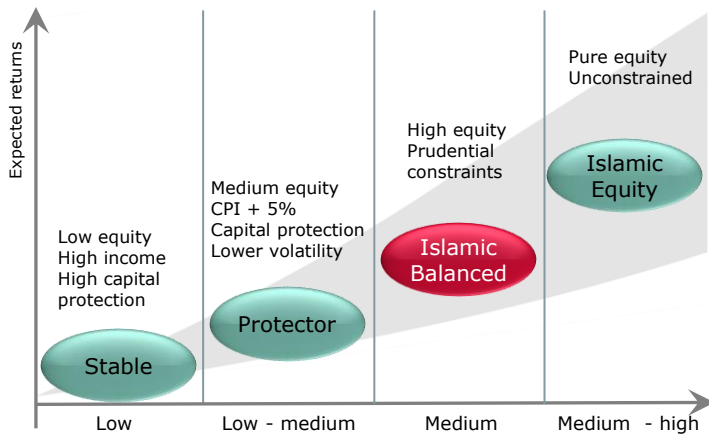 Expected returns
Pure equity
Unconstrained
High equity
Prudential
constraints
Islamic
Equity
Medium equity
CPI + 5%
Capital protection
Lower volatility
Low equity
High income
High capital
protection
Islamic
Balanced
Protector
Stable
Low
Low - medium
Medium
Medium - high